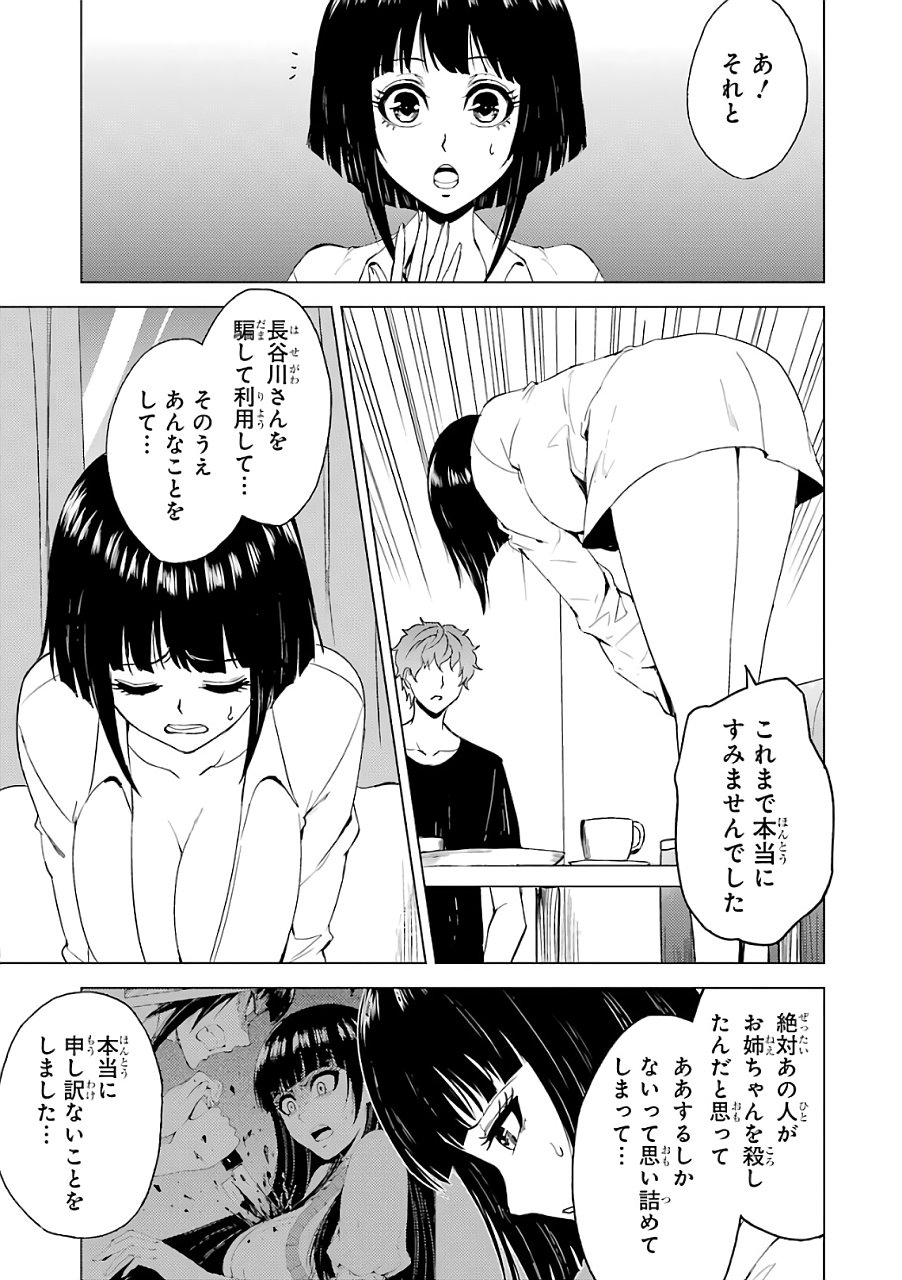 あ！
それと
これまで本当に
すみませんでした
長谷川さんを
騙して利用して…
そのうえ
あんなことを
して…
絶対あの人が
お姉ちゃんを殺し
たんだと思って
ああするしか
ないって思い詰めて
しまって…
本当に
申し訳ないことを
しました…